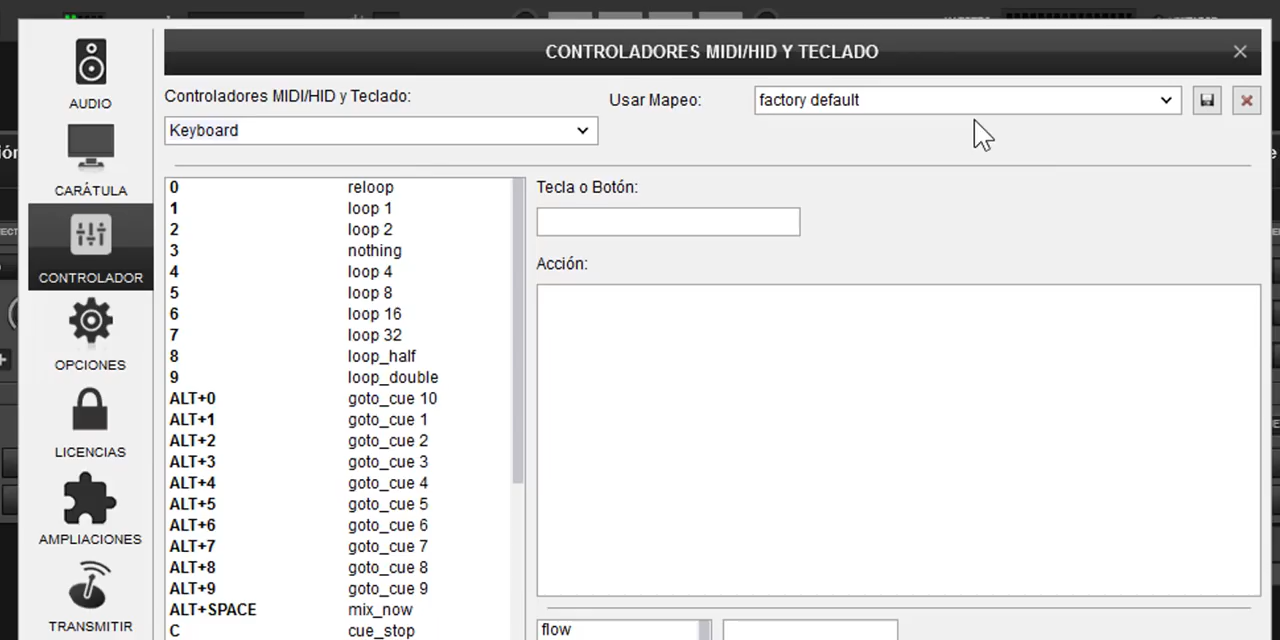 CONTROLADORES MIDI/HID Y TECLADO
AUDIO
CARÁTULA
CONTROLADOR
OPCIONES
LICENCIAS
AMPLIACIONES
TRANSMITIR
Controladores MIDI/HID y Teclado:
Keyboard
Usar Mapeo:
factory default
0 reloop
1 loop 1
2 loop 2
3 nothing
4 loop 4
5 loop 8
6 loop 16
7 loop 32
8 loop_half
9 loop_double
ALT+0 goto_cue 10
ALT+1 goto_cue 1
ALT+2 goto_cue 2
ALT+3 goto_cue 3
ALT+4 goto_cue 4
ALT+5 goto_cue 5
ALT+6 goto_cue 6
ALT+7 goto_cue 7
ALT+8 goto_cue 8
ALT+9 goto_cue 9
ALT+SPACE mix_now
C cue_stop
Tecla o Botón:
Acción:
flow